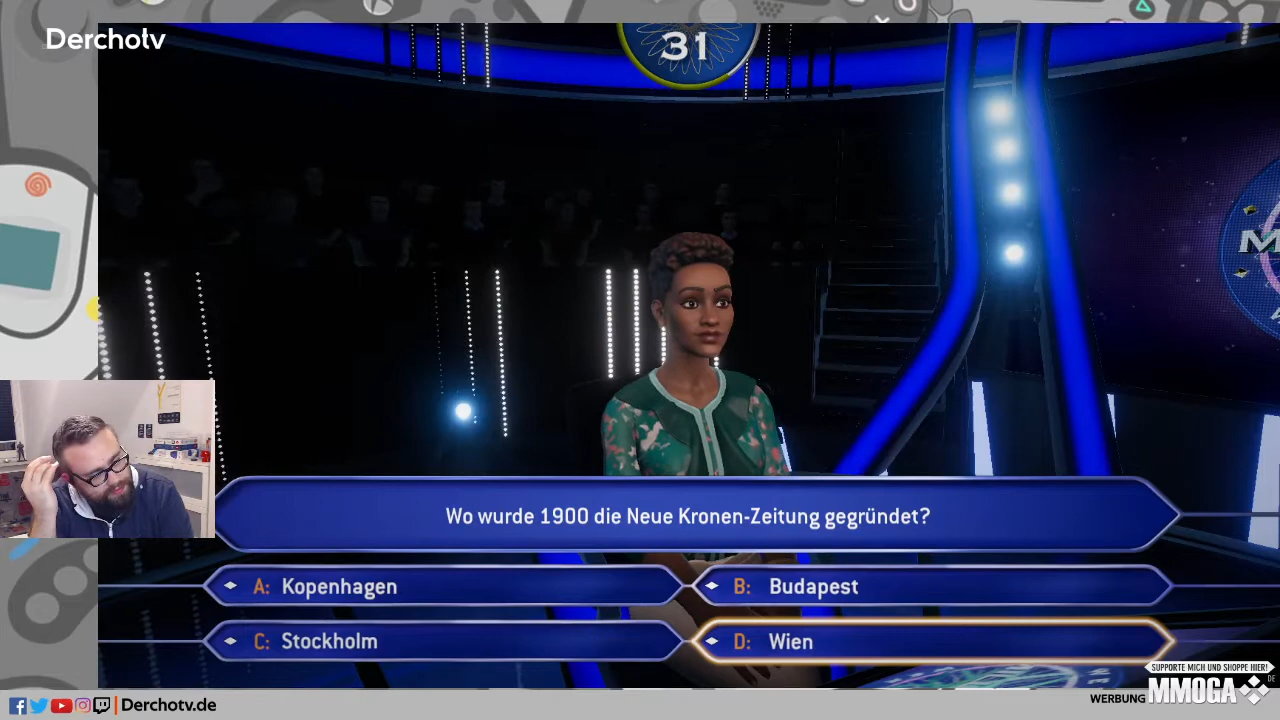 Derchotv
31
Wo wurde 1900 die Neue Kronen-Zeitung gegründet?
A: Kopenhagen
B: Budapest
C: Stockholm
D: Wien
SUPPORTE MICH UND SHOPPE HIER!
WERBUNG MMOGA DE
Derchotv.de